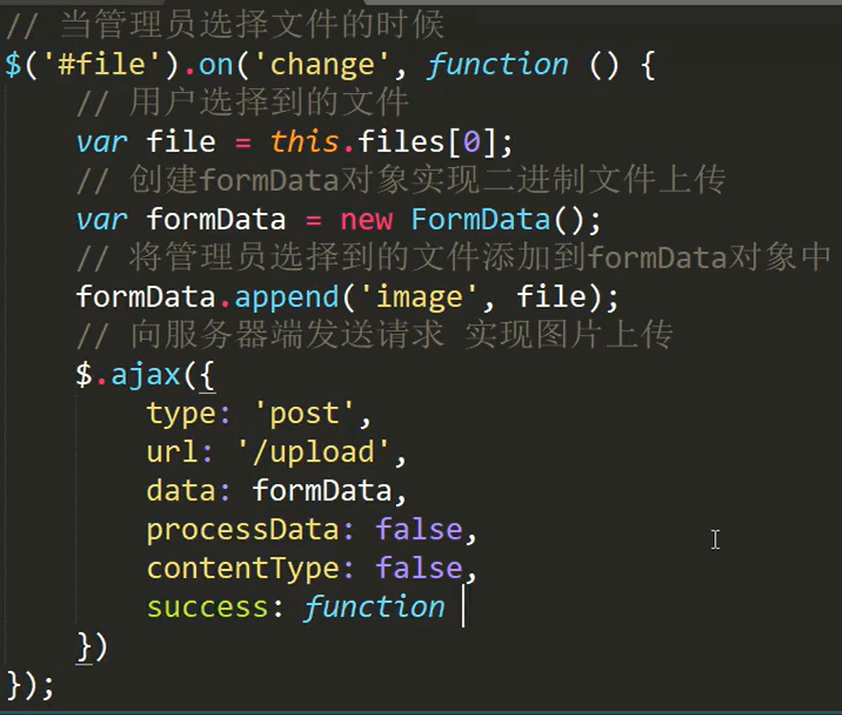 // 当管理员选择文件的时候
$('#file').on('change', function () {
// 用户选择到的文件
var file = this.files[0];
// 创建formData对象实现二进制文件上传
var formData = new FormData();
// 将管理员选择到的文件添加到formData对象中
formData.append('image', file);
// 向服务器端发送请求 实现图片上传
$.ajax({
type: 'post',
url: '/upload',
data: formData,
processData: false,
contentType: false,
success: function
})
});